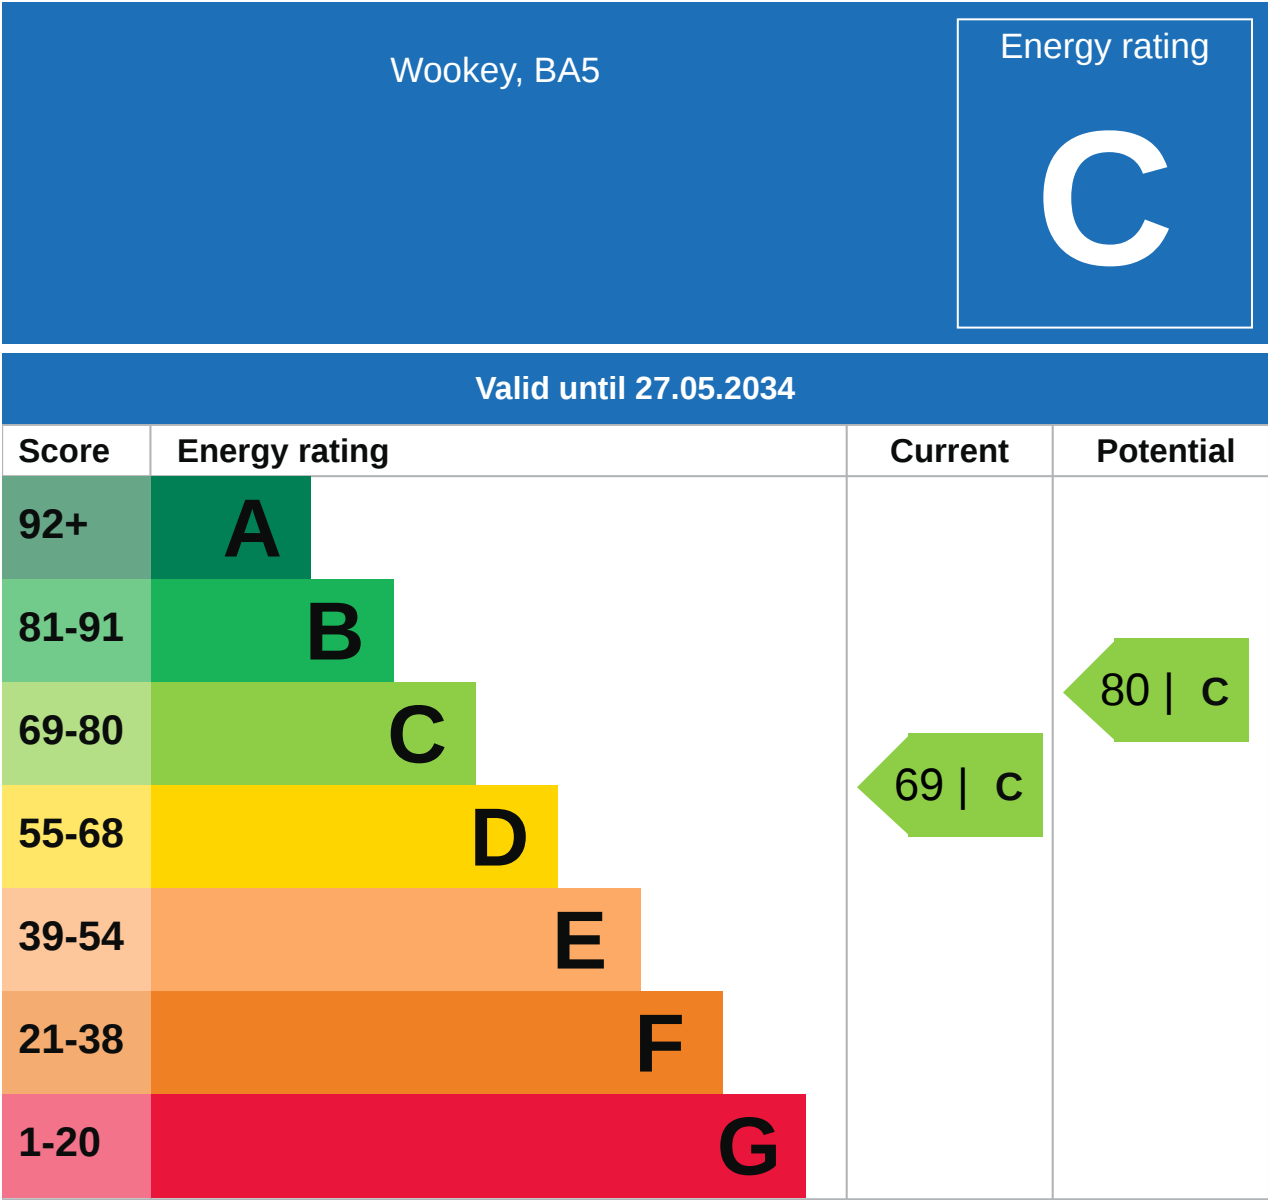 Wookey, BA5
Energy rating
C
Valid until 27.05.2034
Score Energy rating Current Potential
92+ A
81-91 B
80 | C
69-80 C
69 | C
55-68 D
39-54 E
21-38 F
1-20 G